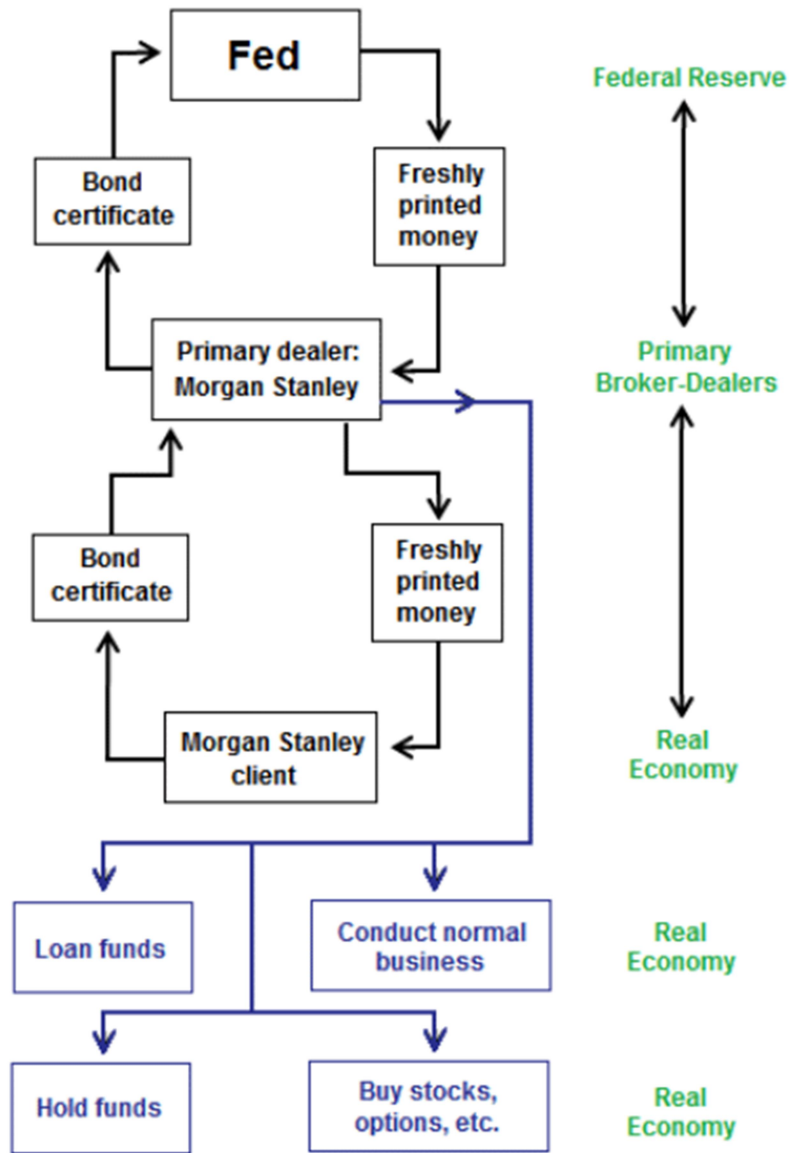 Fed
Federal Reserve
Bond
certificate
Freshly
printed
money
Primary dealer:
Morgan Stanley
Primary
Broker-Dealers
Bond
certificate
Freshly
printed
money
Morgan Stanley
client
Real
Economy
Loan funds
Conduct normal
business
Real
Economy
Hold funds
Buy stocks,
options, etc.
Real
Economy